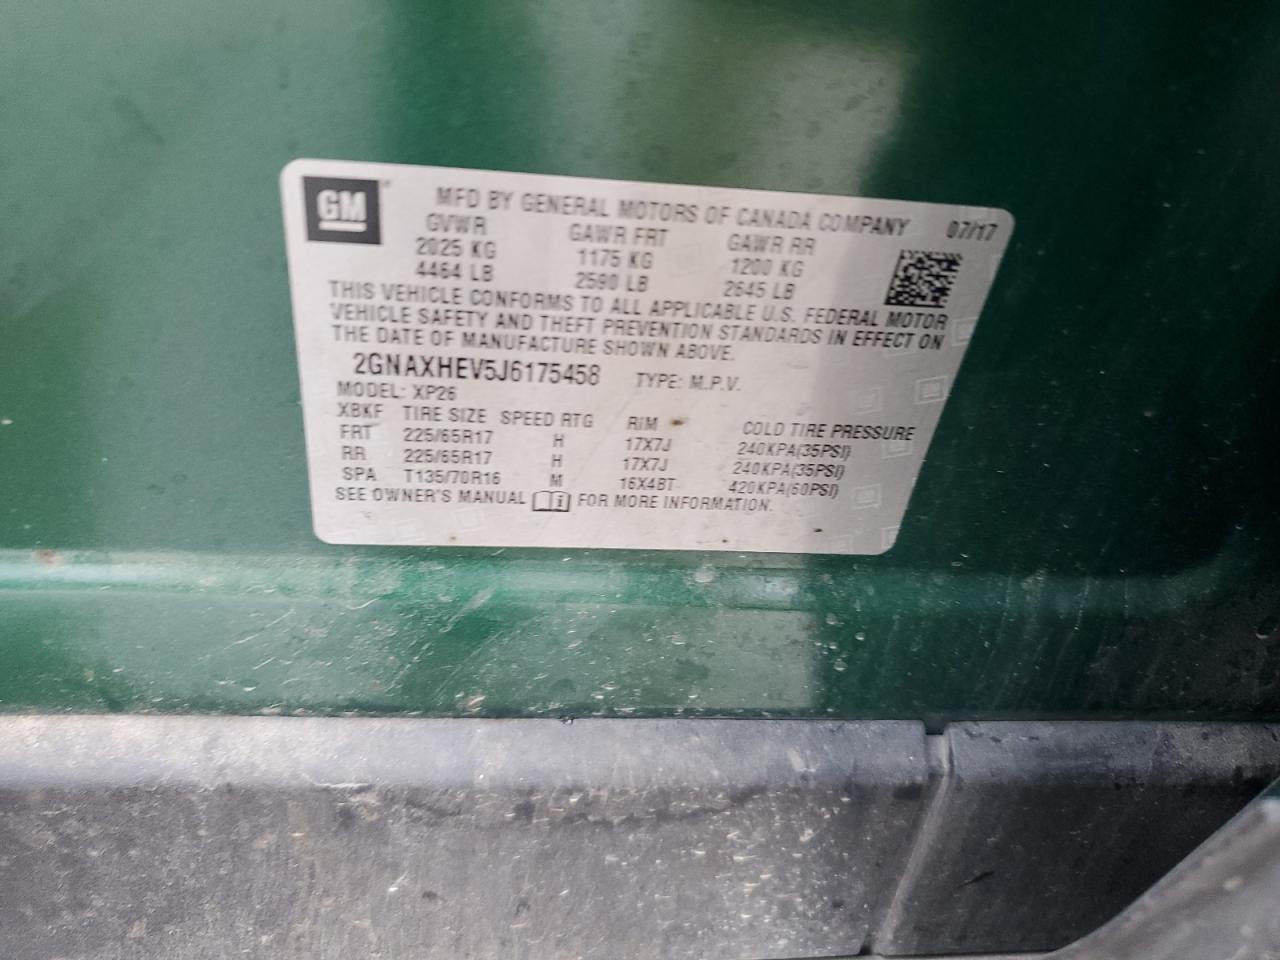 GM MFD BY GENERAL MOTORS OF CANADA COMPANY 07/17
GVWR GAWR FRT GAWR RR
2025 KG 1175 KG 1200 KG
4464 LB 2590 LB 2645 LB
THIS VEHICLE CONFORMS TO ALL APPLICABLE U.S. FEDERAL MOTOR
VEHICLE SAFETY AND THEFT PREVENTION STANDARDS IN EFFECT ON
THE DATE OF MANUFACTURE SHOWN ABOVE.
2GNAXHEV5J6175458 TYPE: M.P.V.
MODEL: XP26
XBKF TIRE SIZE SPEED RTG RIM COLD TIRE PRESSURE
FRT 225/65R17 H 17X7J 240KPA(35PSI)
RR 225/65R17 H 17X7J 240KPA(35PSI)
SPA T135/70R16 M 16X4BT 420KPA(60PSI)
SEE OWNER'S MANUAL FOR MORE INFORMATION.